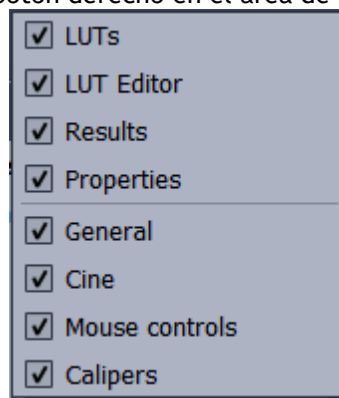 botón derecho en el área de
LUTs
LUT Editor
Results
Properties
General
Cine
Mouse controls
Calipers